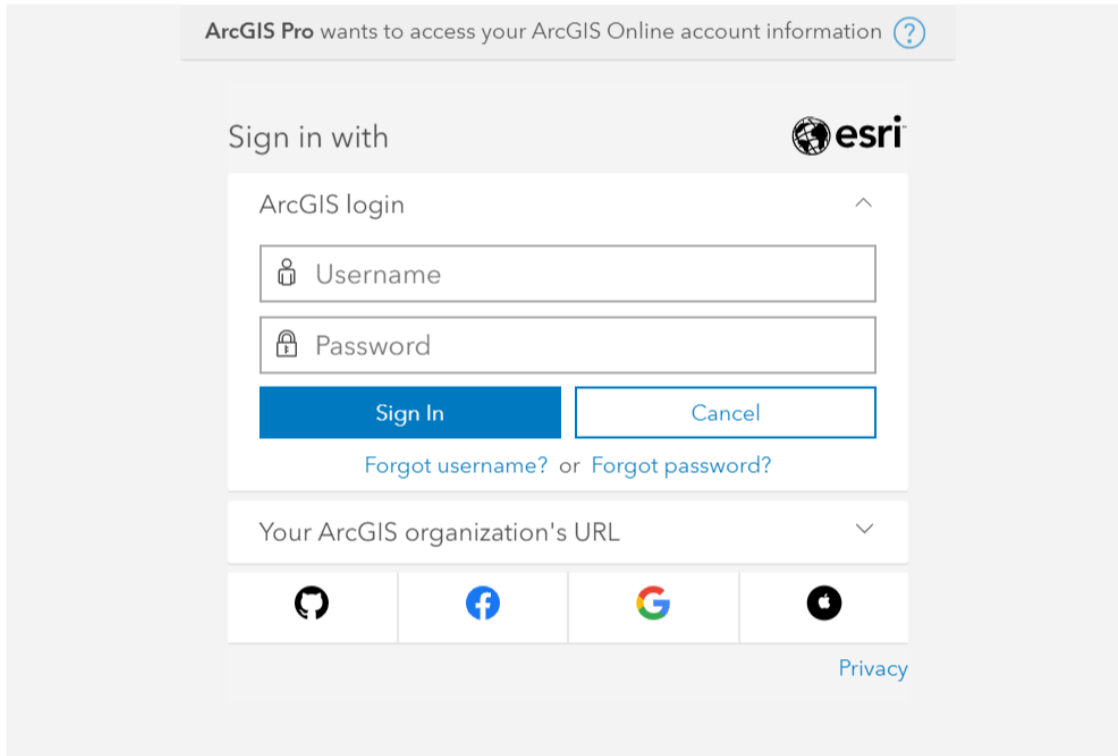 ArcGIS Pro wants to access your ArcGIS Online account information ?
Sign in with
esri
ArcGIS login
Username
Password
Sign In
Cancel
Forgot username? or Forgot password?
Your ArcGIS organization's URL
Privacy